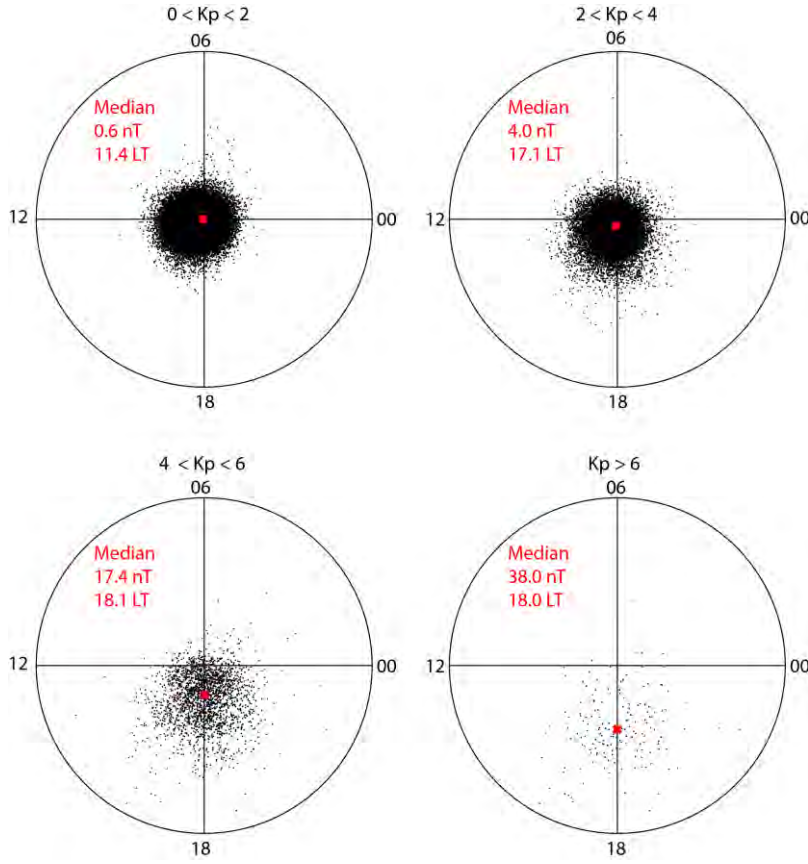 0 < Kp < 2
06
Median
0.6 nT
11.4 LT
12
00
18
2 < Kp < 4
06
Median
4.0 nT
17.1 LT
12
00
18
4 < Kp < 6
06
Median
17.4 nT
18.1 LT
12
00
18
Kp > 6
06
Median
38.0 nT
18.0 LT
12
00
18